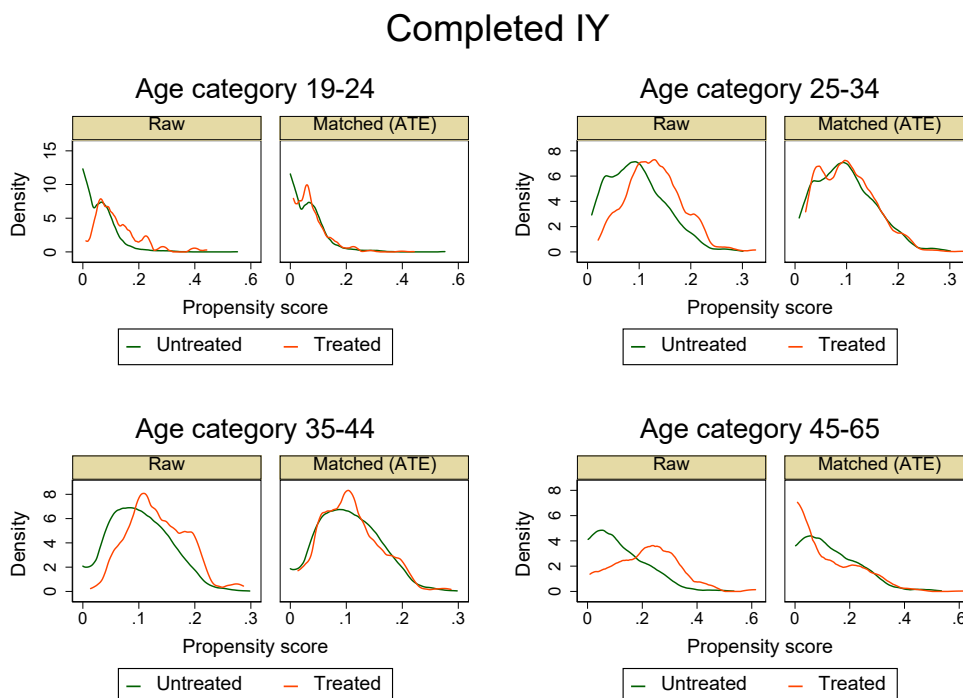 Completed IY
Age category 19-24
Raw
Matched (ATE)
Density
15
10
5
0
0 .2 .4 .6
0 .2 .4 .6
Propensity score
Untreated Treated
Age category 25-34
Raw
Matched (ATE)
Density
8
6
4
2
0
0 .1 .2 .3
0 .1 .2 .3
Propensity score
Untreated Treated
Age category 35-44
Raw
Matched (ATE)
Density
8
6
4
2
0
0 .1 .2 .3
0 .1 .2 .3
Propensity score
Untreated Treated
Age category 45-65
Raw
Matched (ATE)
Density
8
6
4
2
0
0 .2 .4 .6
0 .2 .4 .6
Propensity score
Untreated Treated